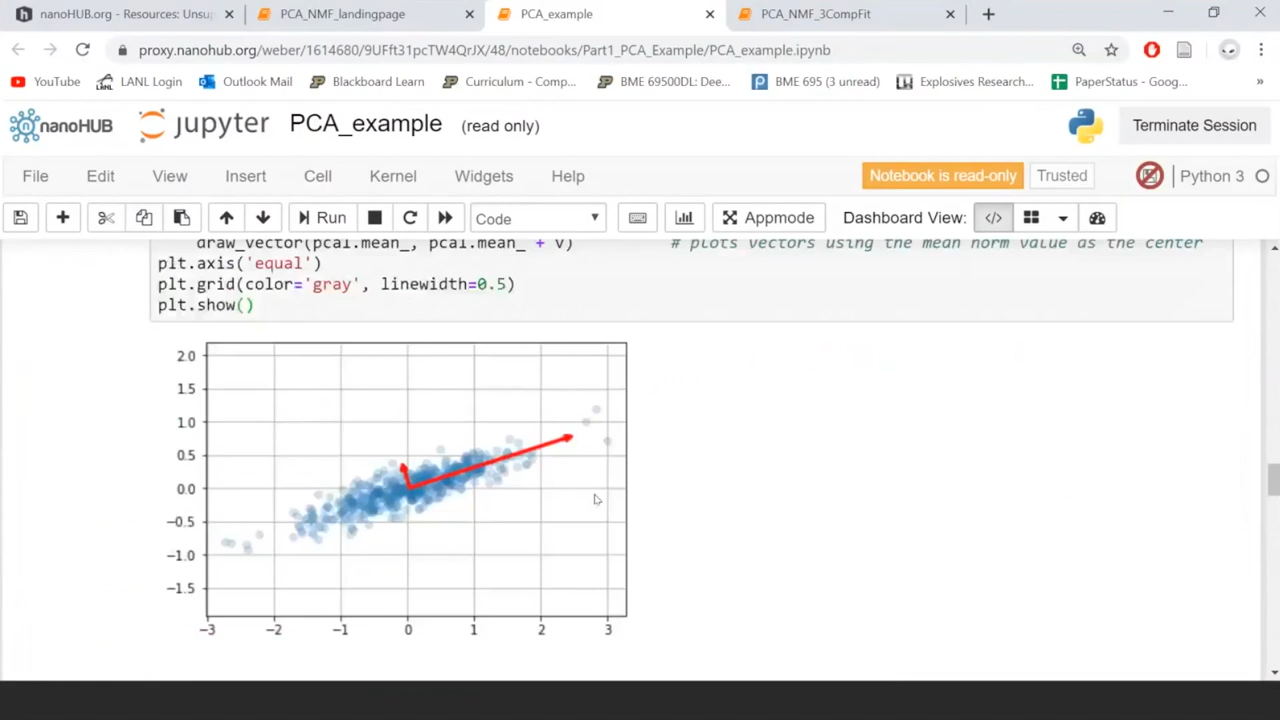 nanoHUB.org - Resources: Unsu
PCA_NMF_landingpage
PCA_example
PCA_NMF_3CompFit
proxy.nanohub.org/weber/1614680/9UFft31pcTW4QrJX/48/notebooks/Part1_PCA_Example/PCA_example.ipynb
YouTube LANL Login Outlook Mail Blackboard Learn Curriculum - Comp... BME 69500DL: Dee... BME 695 (3 unread) Explosives Research... PaperStatus - Goog... »
nanoHUB jupyter PCA_example (read only) Terminate Session
File Edit View Insert Cell Kernel Widgets Help Notebook is read-only Trusted Python 3
Run Code Appmode Dashboard View:
draw_vector(pca1.mean_, pca1.mean_ + v) # plots vectors using the mean norm value as the center
plt.axis('equal')
plt.grid(color='gray', linewidth=0.5)
plt.show()
2.0
1.5
1.0
0.5
0.0
−0.5
−1.0
−1.5
−3 −2 −1 0 1 2 3